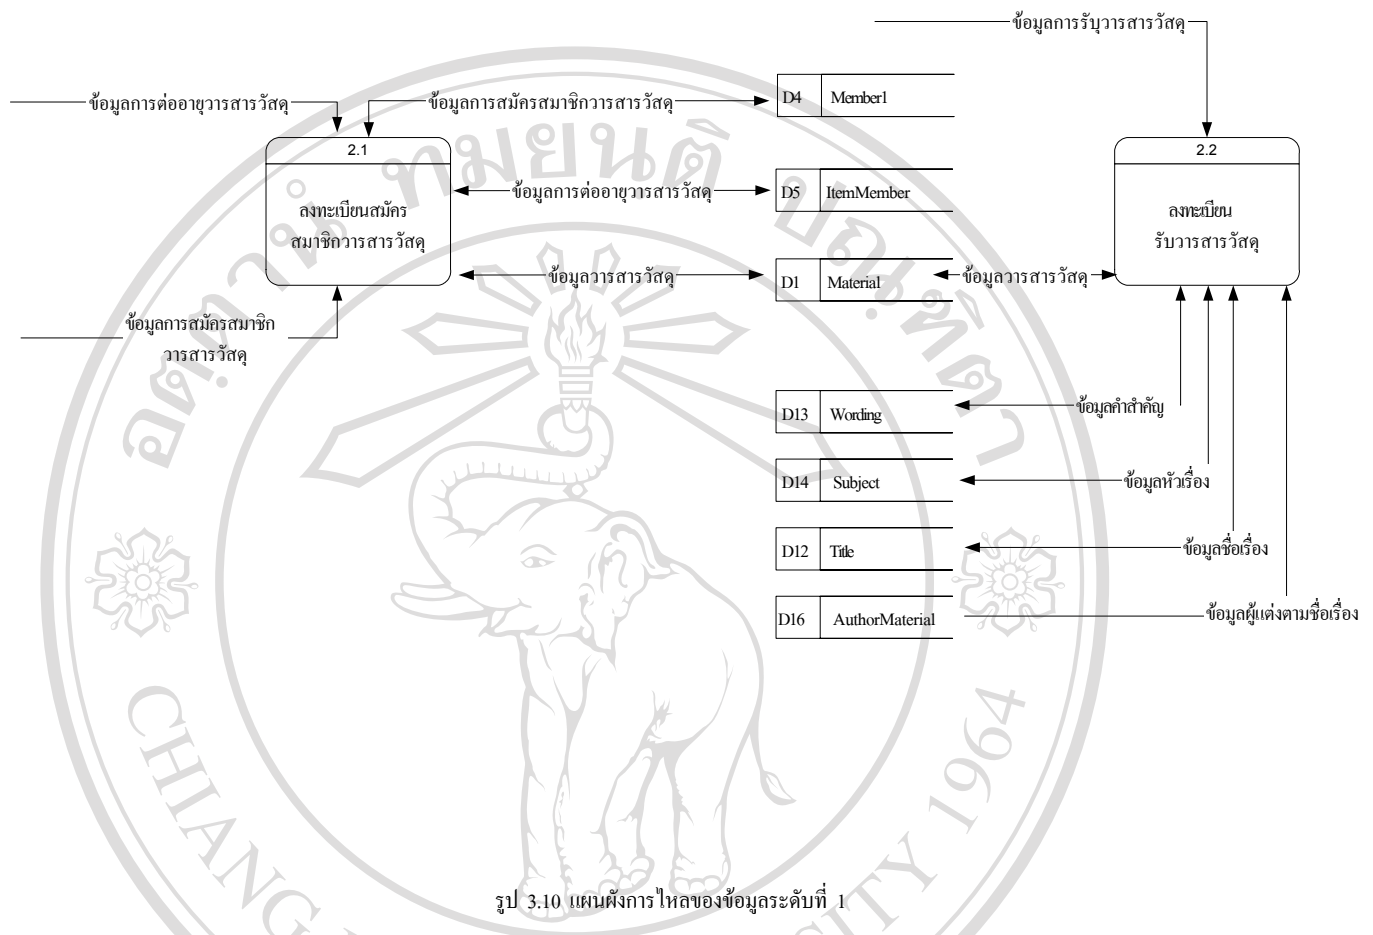 ข้อมูลการรับวารสารวัสดุ
ข้อมูลการต่ออายุวารสารวัสดุ
ข้อมูลการสมัครสมาชิกวารสารวัสดุ
D4 Member1
2.1
ลงทะเบียนสมัคร
สมาชิกวารสารวัสดุ
ข้อมูลการต่ออายุวารสารวัสดุ
D5 ItemMember
2.2
ลงทะเบียน
รับวารสารวัสดุ
ข้อมูลวารสารวัสดุ
D1 Material
ข้อมูลวารสารวัสดุ
ข้อมูลการสมัครสมาชิก
วารสารวัสดุ
D13 Wording
ข้อมูลคำสำคัญ
D14 Subject
ข้อมูลหัวเรื่อง
D12 Title
ข้อมูลชื่อเรื่อง
D16 AuthorMaterial
ข้อมูลผู้แต่งตามชื่อเรื่อง
รูป 3.10 แผนผังการไหลของข้อมูลระดับที่ 1